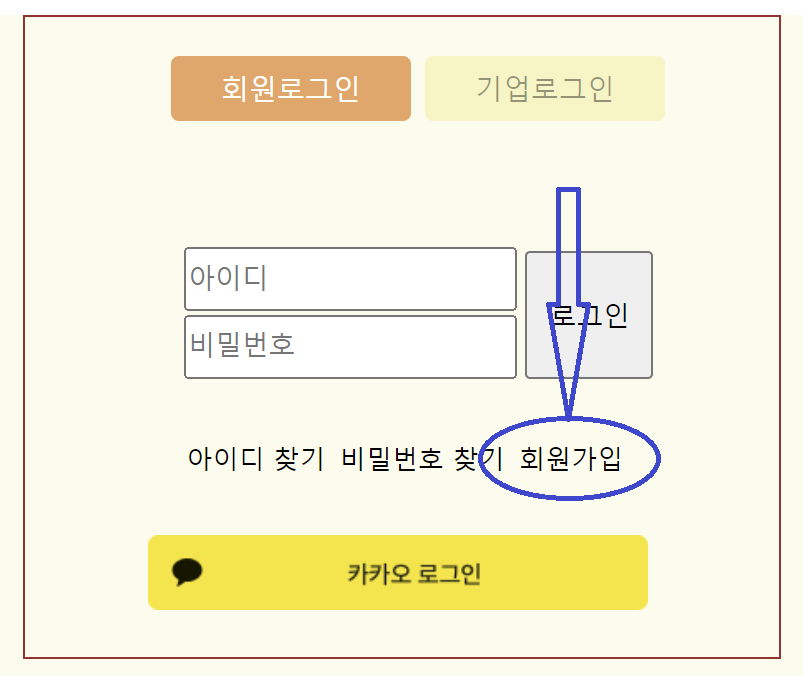 회원로그인 기업로그인
아이디
로그인
비밀번호
아이디 찾기 비밀번호 찾기 회원가입
카카오 로그인